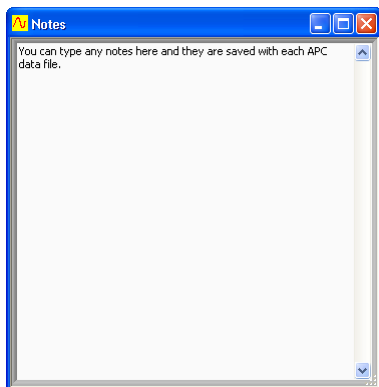 Notes
You can type any notes here and they are saved with each APC
data file.